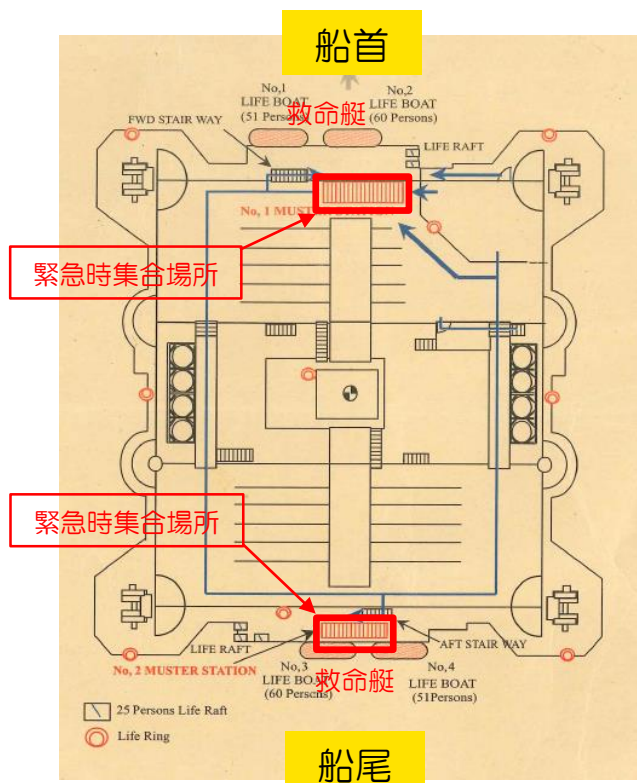 船首
No,1
LIFE BOAT
(51 Persons)
No,2
LIFE BOAT
(60 Persons)
救命艇
FWD STAIR WAY
LIFE RAFT
No, 1 MUSTER STATION
緊急時集合場所
緊急時集合場所
LIFE RAFT
AFT STAIR WAY
No, 2 MUSTER STATION
No,3
LIFE BOAT
(60 Persons)
救命艇
No,4
LIFE BOAT
(51Persons)
25 Persons Life Raft
Life Ring
船尾